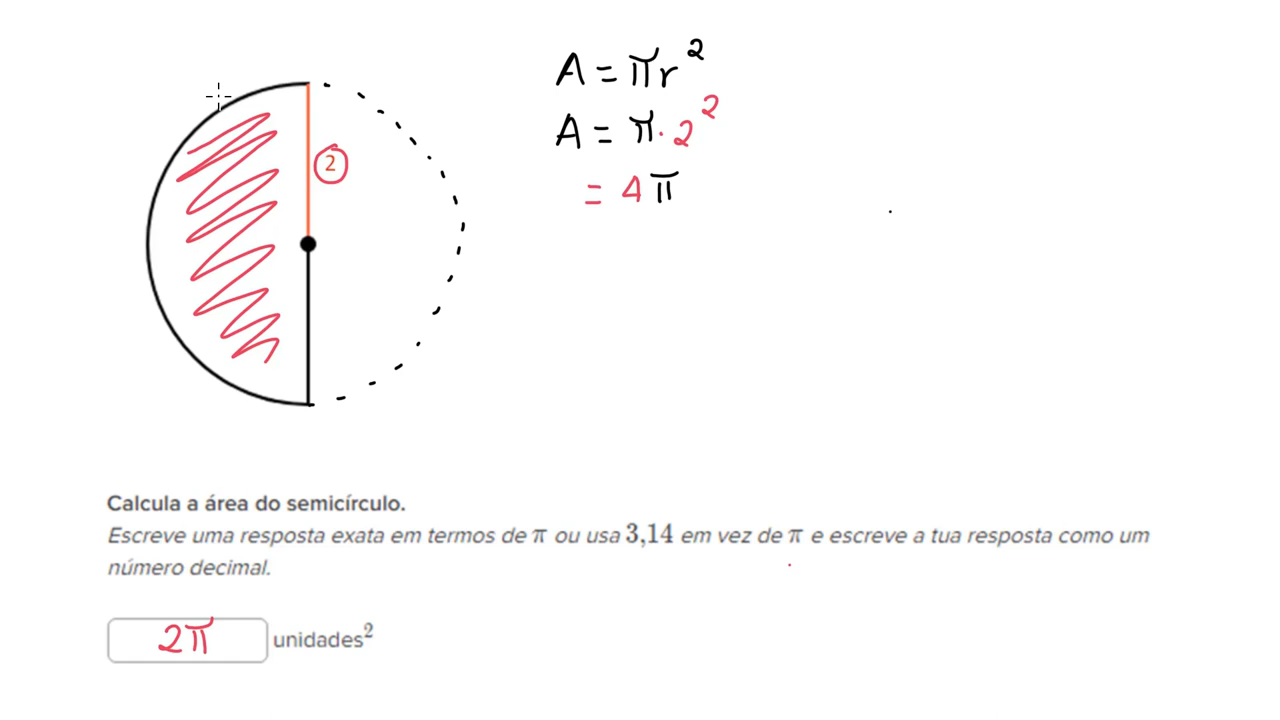 A = πr²
A = π · 2²
= 4π
2
Calcula a área do semicírculo.
Escreve uma resposta exata em termos de π ou usa 3,14 em vez de π e escreve a tua resposta como um
número decimal.
2π unidades²